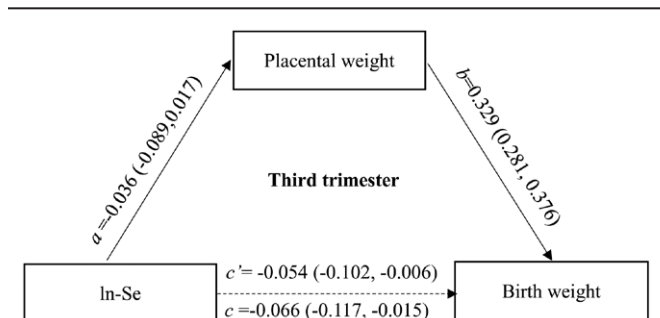 Placental weight
a =-0.036 (-0.089,0.017)
b=0.329 (0.281, 0.376)
Third trimester
c'= -0.054 (-0.102, -0.006)
ln-Se
Birth weight
c = -0.066 (-0.117, -0.015)